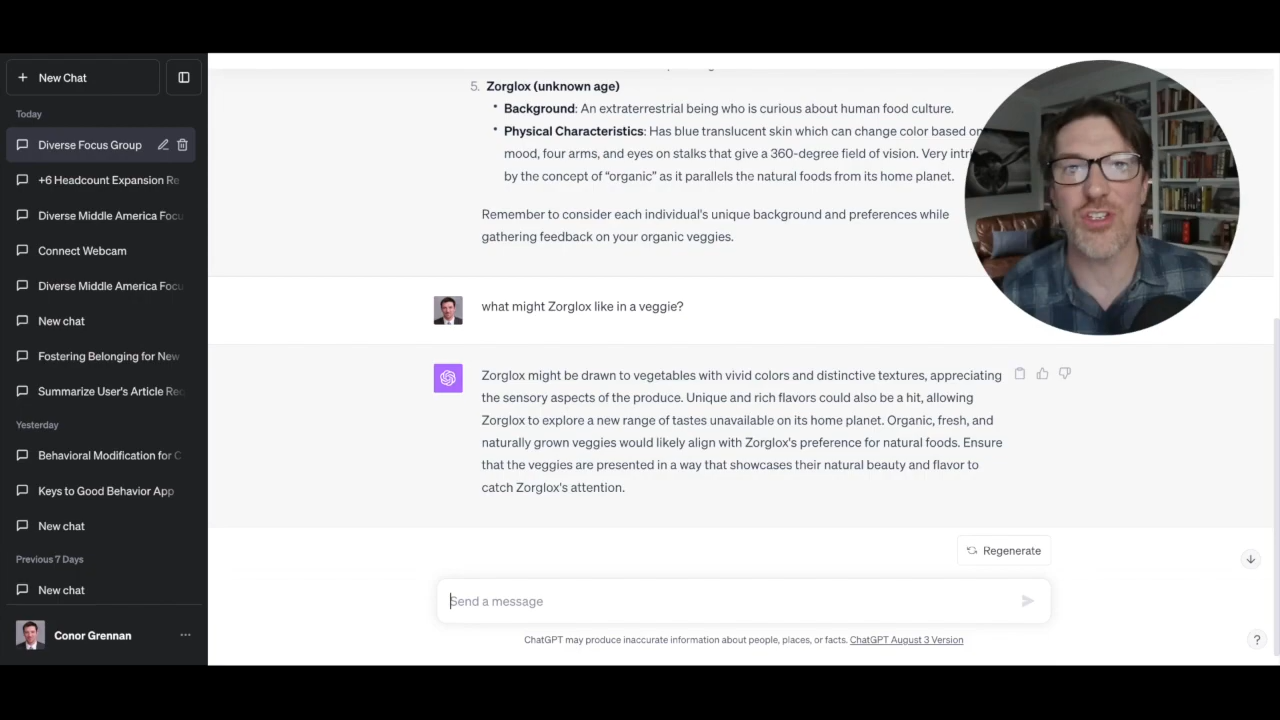 New Chat
Today
Diverse Focus Group
+6 Headcount Expansion Re
Diverse Middle America Focu
Connect Webcam
Diverse Middle America Focu
New chat
Fostering Belonging for New
Summarize User's Article Rec
Yesterday
Behavioral Modification for C
Keys to Good Behavior App
New chat
Previous 7 Days
New chat
Conor Grennan
5. Zorglox (unknown age)
• Background: An extraterrestrial being who is curious about human food culture.
• Physical Characteristics: Has blue translucent skin which can change color based on
mood, four arms, and eyes on stalks that give a 360-degree field of vision. Very intri
by the concept of “organic” as it parallels the natural foods from its home planet.
Remember to consider each individual's unique background and preferences while
gathering feedback on your organic veggies.
what might Zorglox like in a veggie?
Zorglox might be drawn to vegetables with vivid colors and distinctive textures, appreciating
the sensory aspects of the produce. Unique and rich flavors could also be a hit, allowing
Zorglox to explore a new range of tastes unavailable on its home planet. Organic, fresh, and
naturally grown veggies would likely align with Zorglox's preference for natural foods. Ensure
that the veggies are presented in a way that showcases their natural beauty and flavor to
catch Zorglox's attention.
Regenerate
Send a message
ChatGPT may produce inaccurate information about people, places, or facts. ChatGPT August 3 Version
?